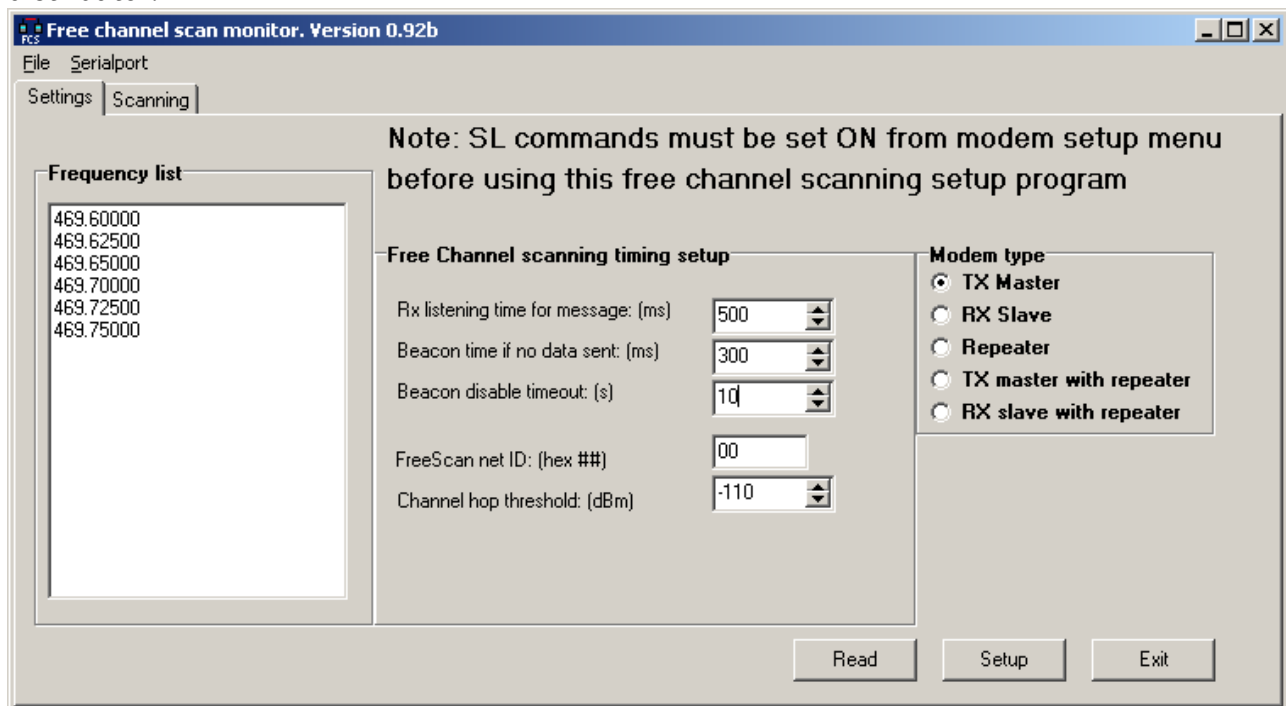 FCS Free channel scan monitor. Version 0.92b
File Serialport
Settings Scanning
Note: SL commands must be set ON from modem setup menu
before using this free channel scanning setup program
Frequency list
469.60000
469.62500
469.65000
469.70000
469.72500
469.75000
Free Channel scanning timing setup
Rx listening time for message: (ms) 500
Beacon time if no data sent: (ms) 300
Beacon disable timeout: (s) 10
FreeScan net ID: (hex ##) 00
Channel hop threshold: (dBm) -110
Modem type
TX Master
RX Slave
Repeater
TX master with repeater
RX slave with repeater
Read Setup Exit